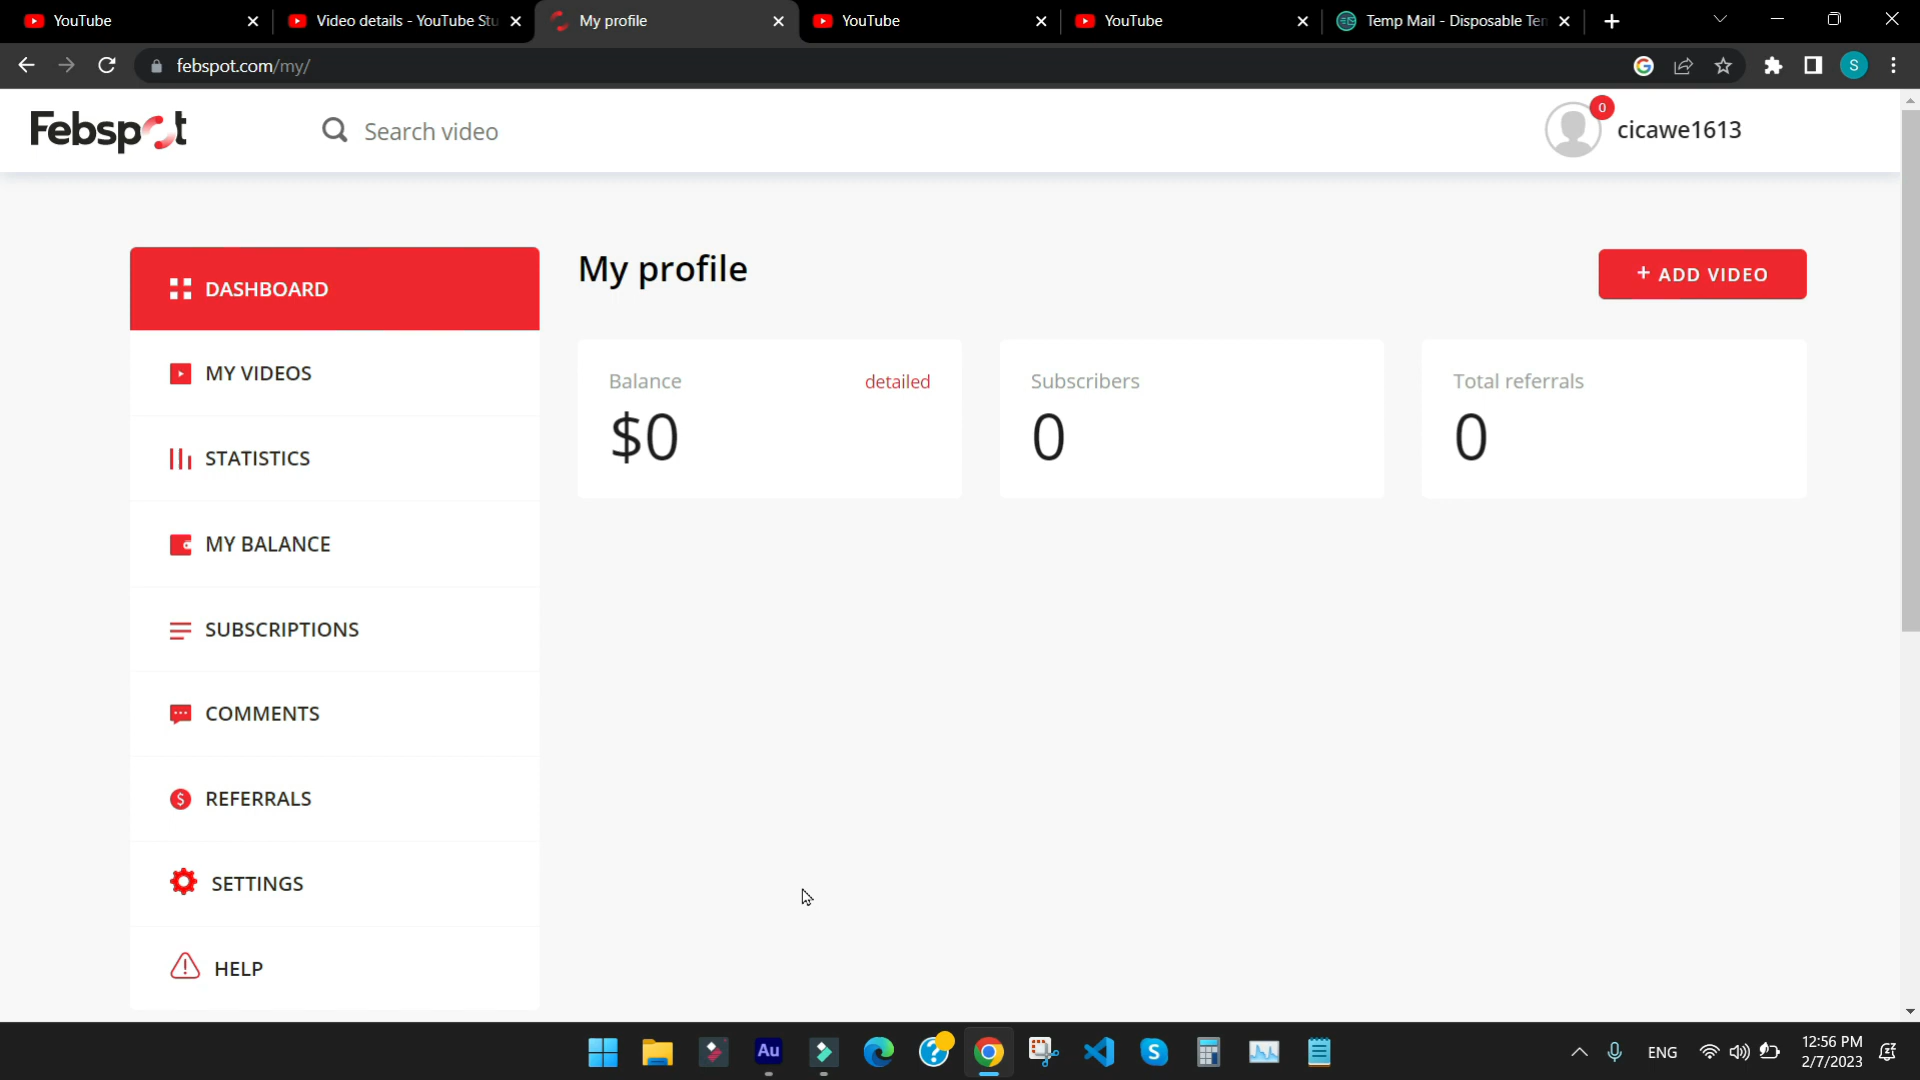 YouTube
Video details - YouTube Stu
My profile
YouTube
YouTube
Temp Mail - Disposable Ten
febspot.com/my/
S
Febspot
Search video
0
cicawe1613
DASHBOARD
My profile
+ ADD VIDEO
MY VIDEOS
Balance
detailed
$0
Subscribers
0
Total referrals
0
STATISTICS
MY BALANCE
SUBSCRIPTIONS
COMMENTS
REFERRALS
SETTINGS
HELP
Au
ENG
12:56 PM
2/7/2023